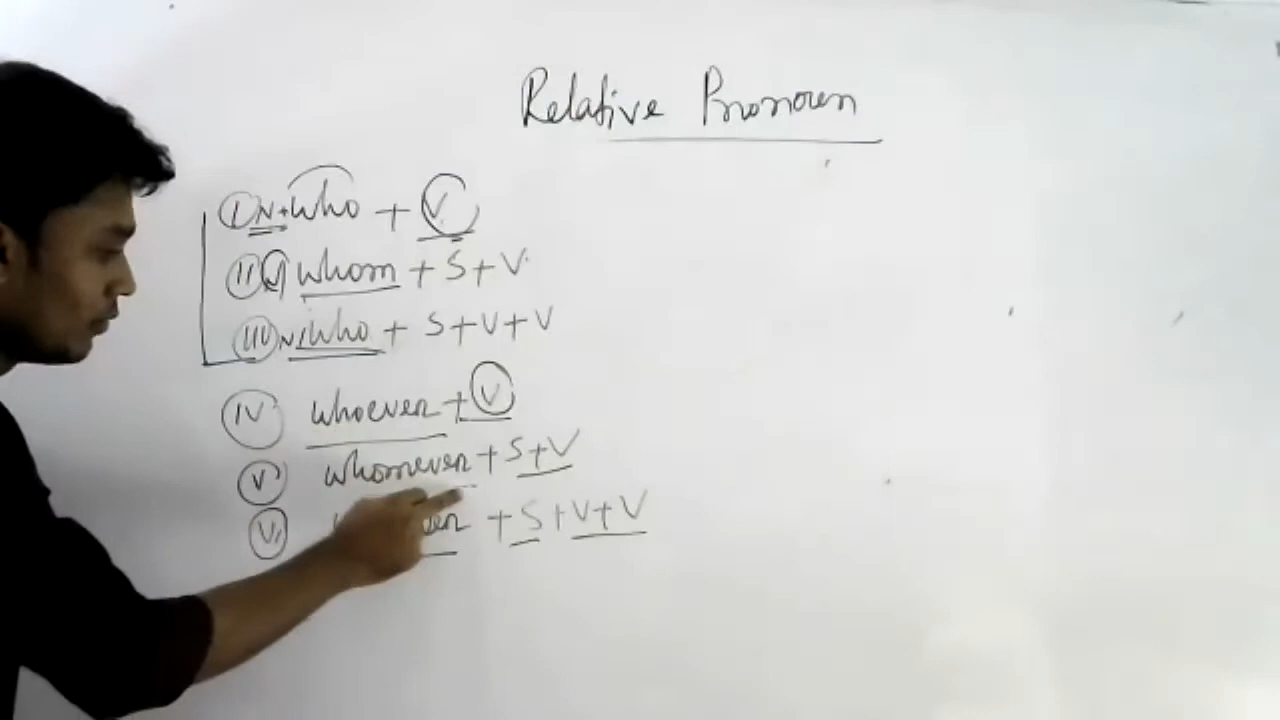 Relative Pronoun
I N+ Who + V
II whom + S + V
III N+ Who + S + V + V
IV whoever + V
V whomever + S + V
VI + S + V + V